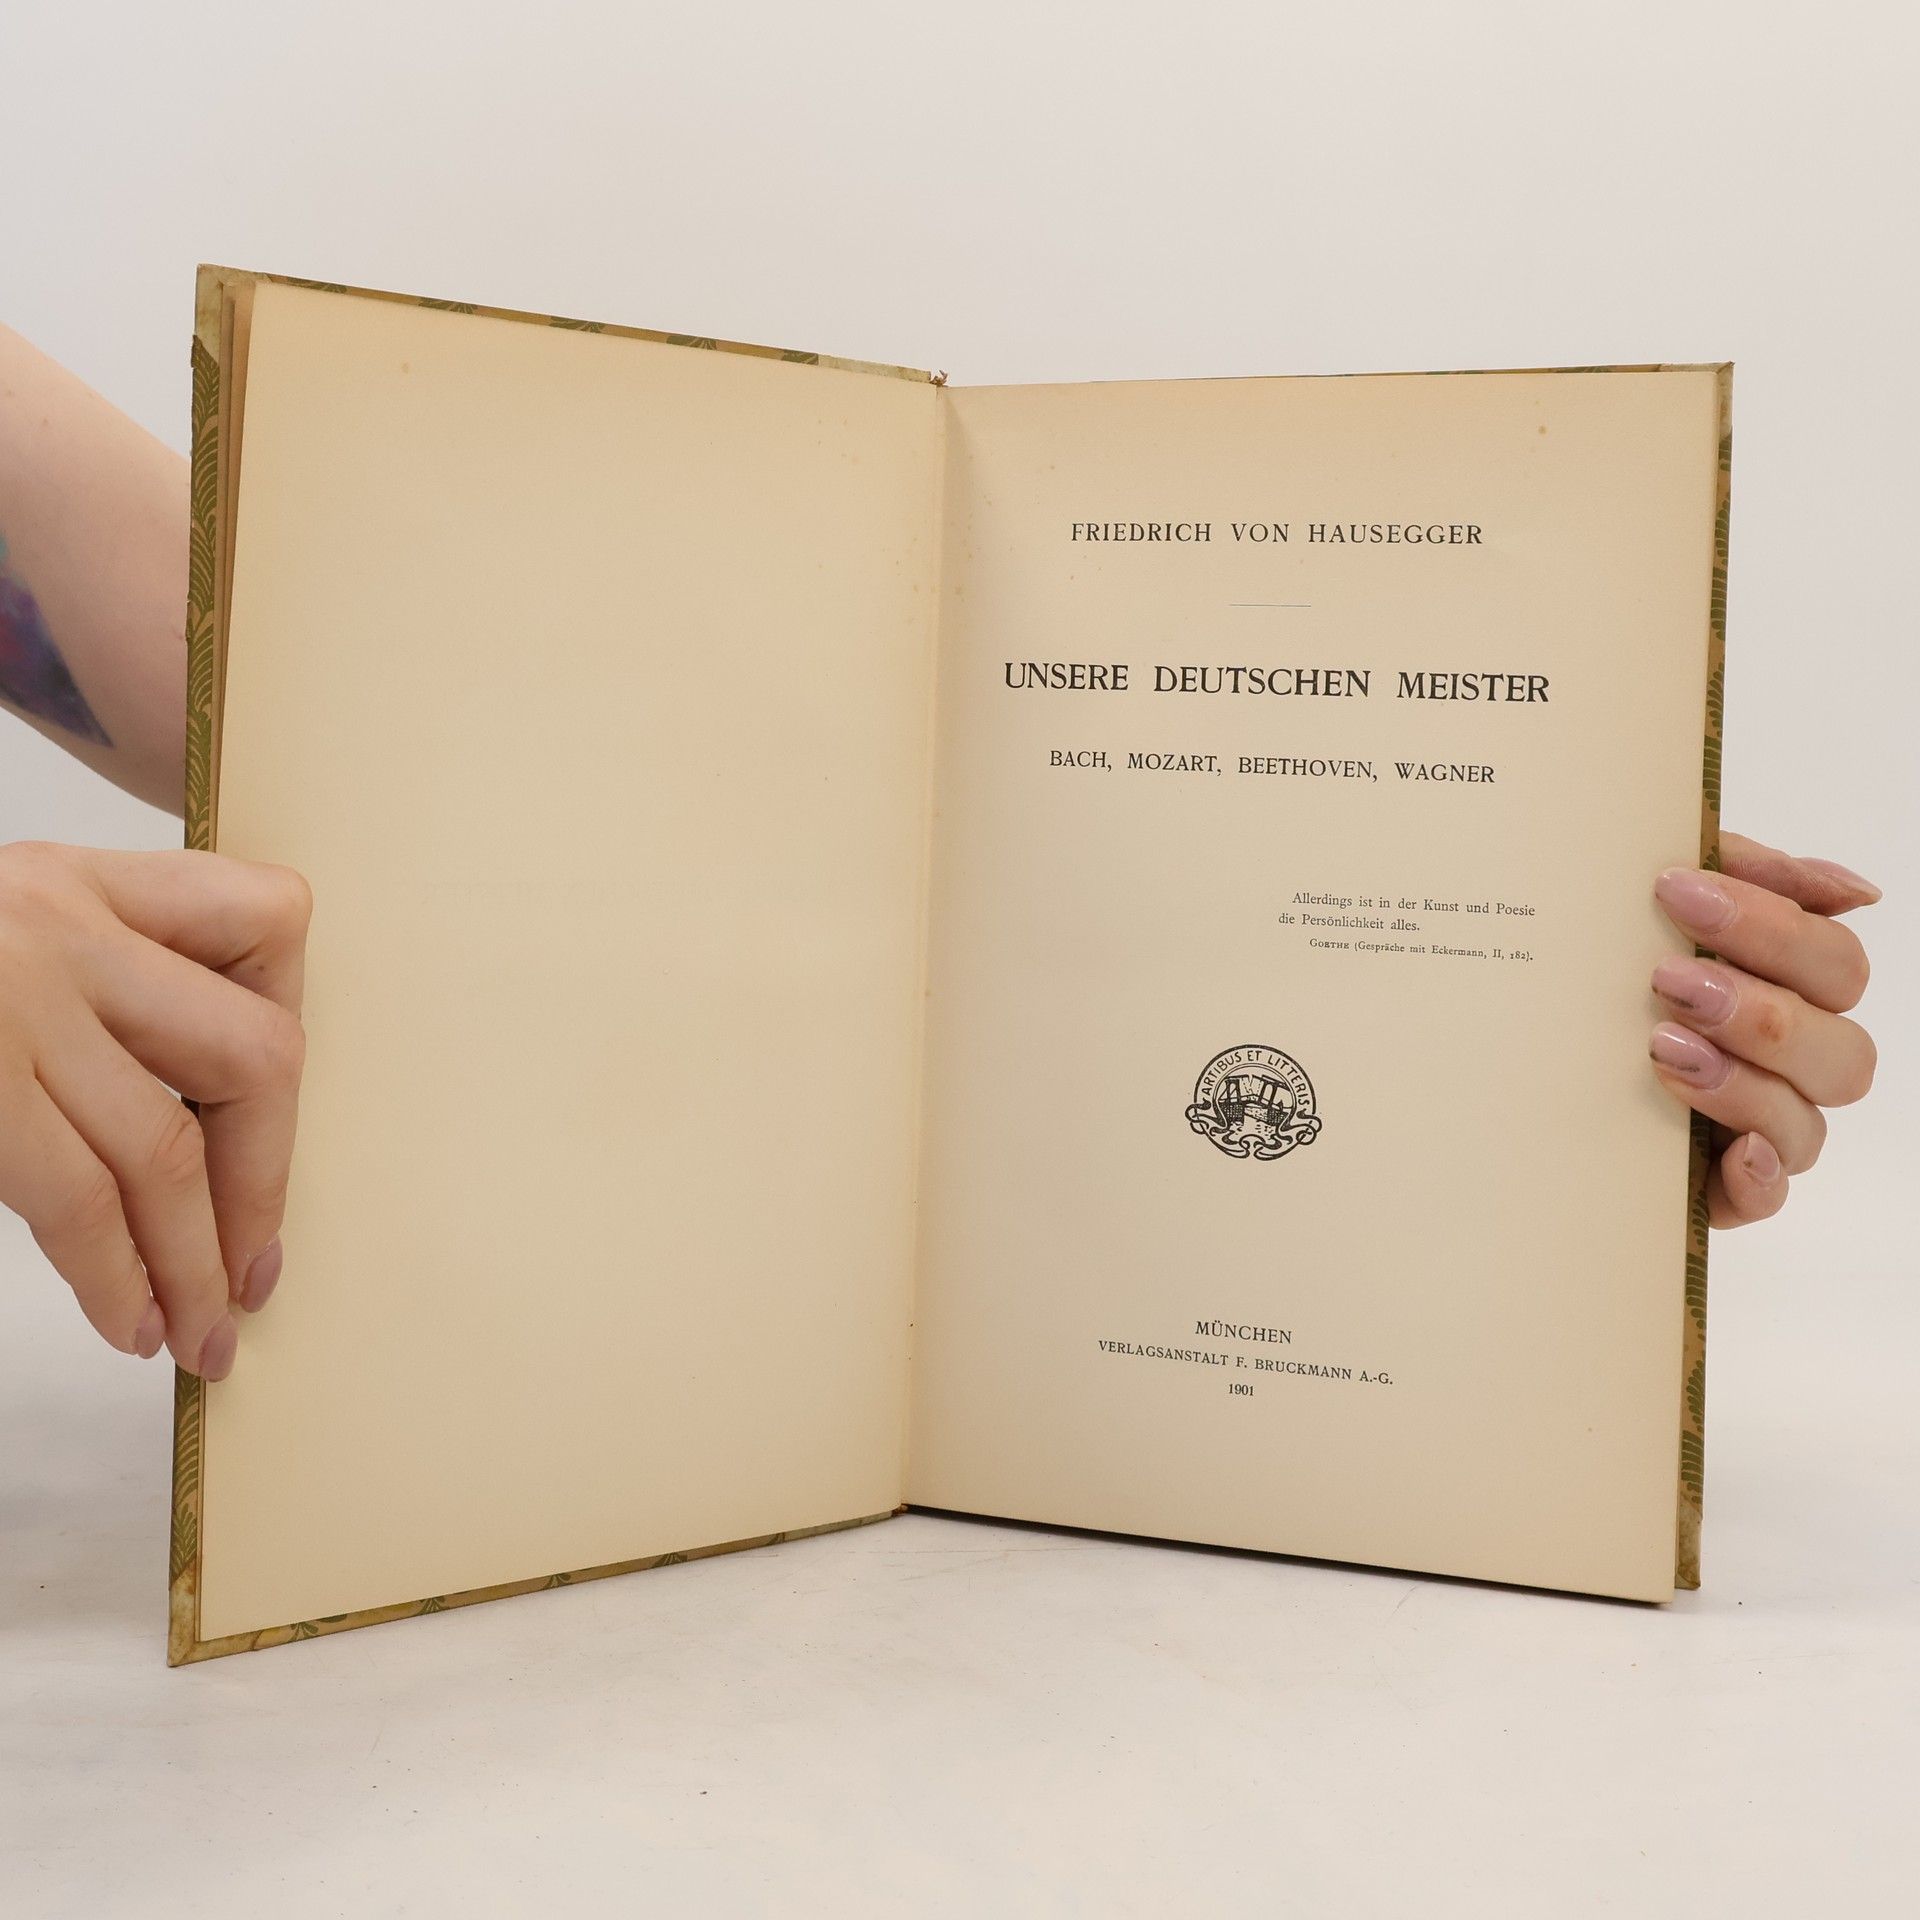 FRIEDRICH VON HAUSEGGER
UNSERE DEUTSCHEN MEISTER
BACH, MOZART, BEETHOVEN, WAGNER
Allerdings ist in der Kunst und Poesie
die Persönlichkeit alles.
GOETHE (Gespräche mit Eckermann, II, 182).
ARTIBUS ET LITTERIS
MÜNCHEN
VERLAGSANSTALT F. BRUCKMANN A.-G.
1901